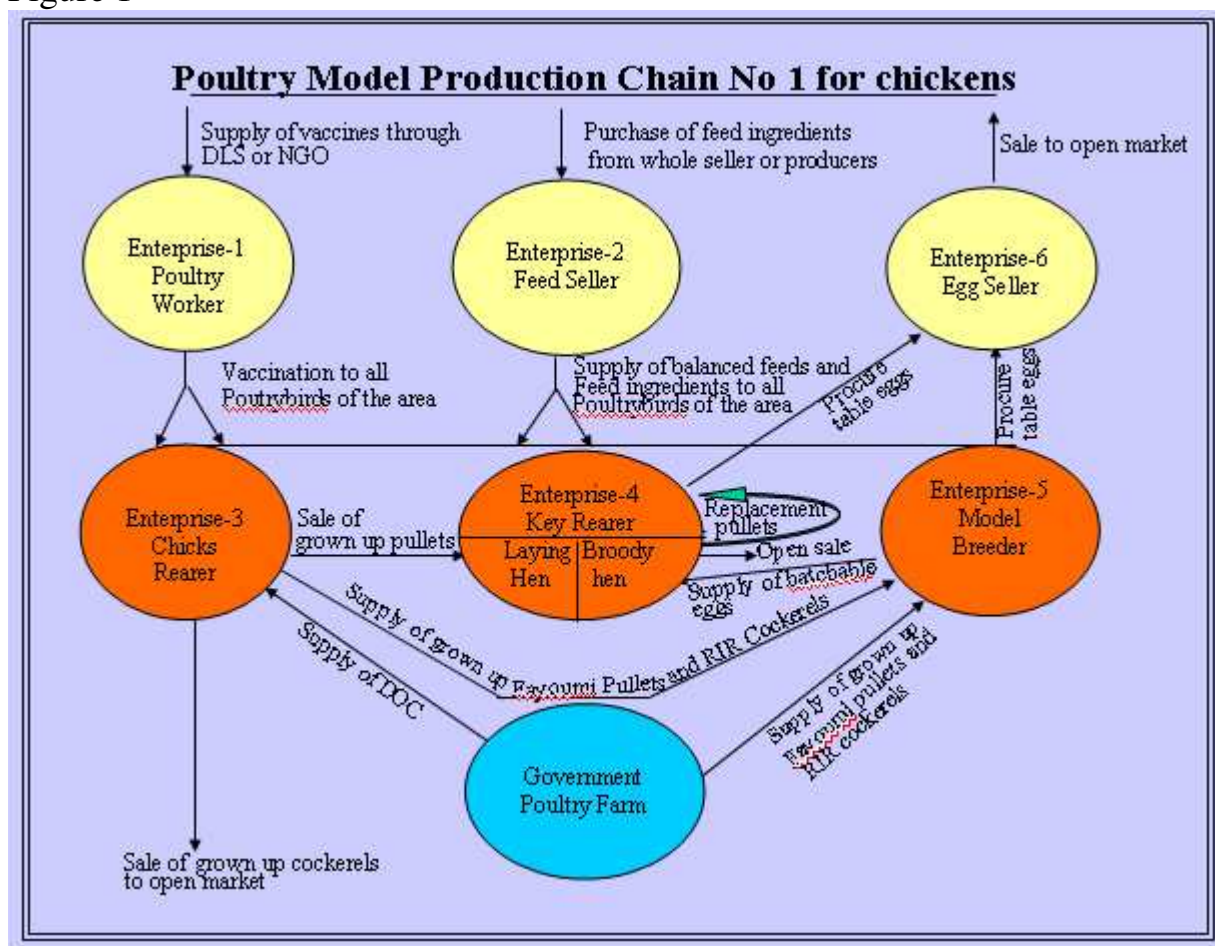 Figure 1
Poultry Model Production Chain No 1 for chickens
Supply of vaccines through
DLS or NGO
Purchase of feed ingredients
from whole seller or producers
Sale to open market
Enterprise-1
Poultry
Worker
Enterprise-2
Feed Seller
Enterprise-6
Egg Seller
Vaccination to all
Poutrybirds of the area
Supply of balanced feeds and
Feed ingredients to all
Poultrybirds of the area
Procure
table eggs
Procure
table eggs
Enterprise-3
Chicks
Rearer
Sale of
grown up pullets
Enterprise-4
Key Rearer
Laying
Hen
Broody
hen
Replacement
pullets
Open sale
Supply of batchable
eggs
Enterprise-5
Model
Breeder
Supply of grown up Fayoumi Pullets and RIR Cockerels
Supply of DOC
Supply of grown up
Fayoumi pullets and
RIR cockerels
Government
Poultry Farm
Sale of grown up cockerels
to open market